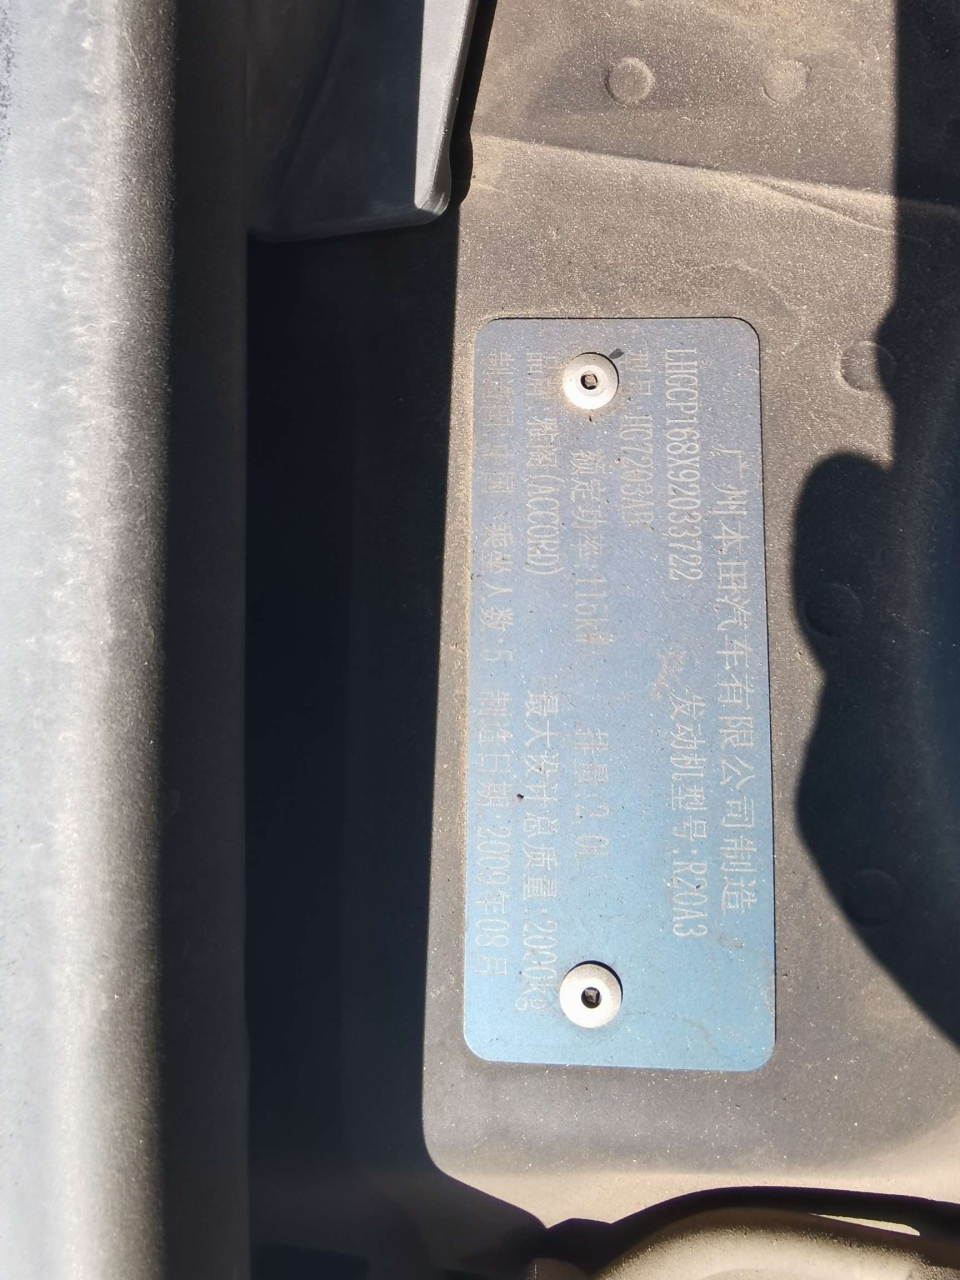 广州本田汽车有限公司制造
LHGCP168X92033722 发动机型号:R20A3
型号:HG7203AB
额定功率:115kW 排量:2.0L
品牌:雅阁(ACCORD) 最大设计总质量:2000kg
制造国:中国 乘坐人数:5 制造日期:2009年08月